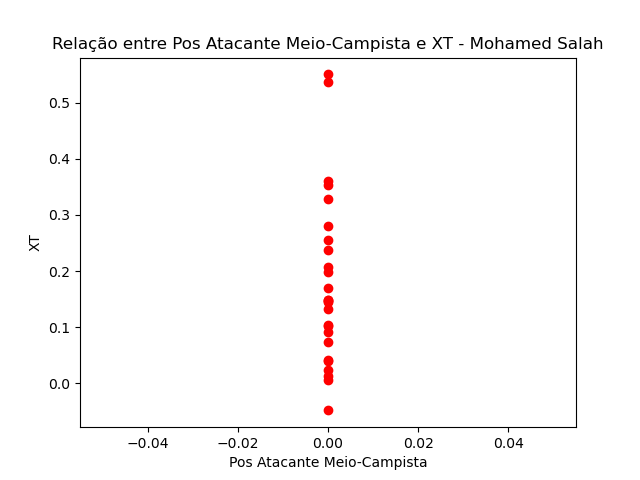 Relação entre Pos Atacante Meio-Campista e XT - Mohamed Salah
0.5
0.4
0.3
0.2
0.1
0.0
XT
−0.04 −0.02 0.00 0.02 0.04
Pos Atacante Meio-Campista